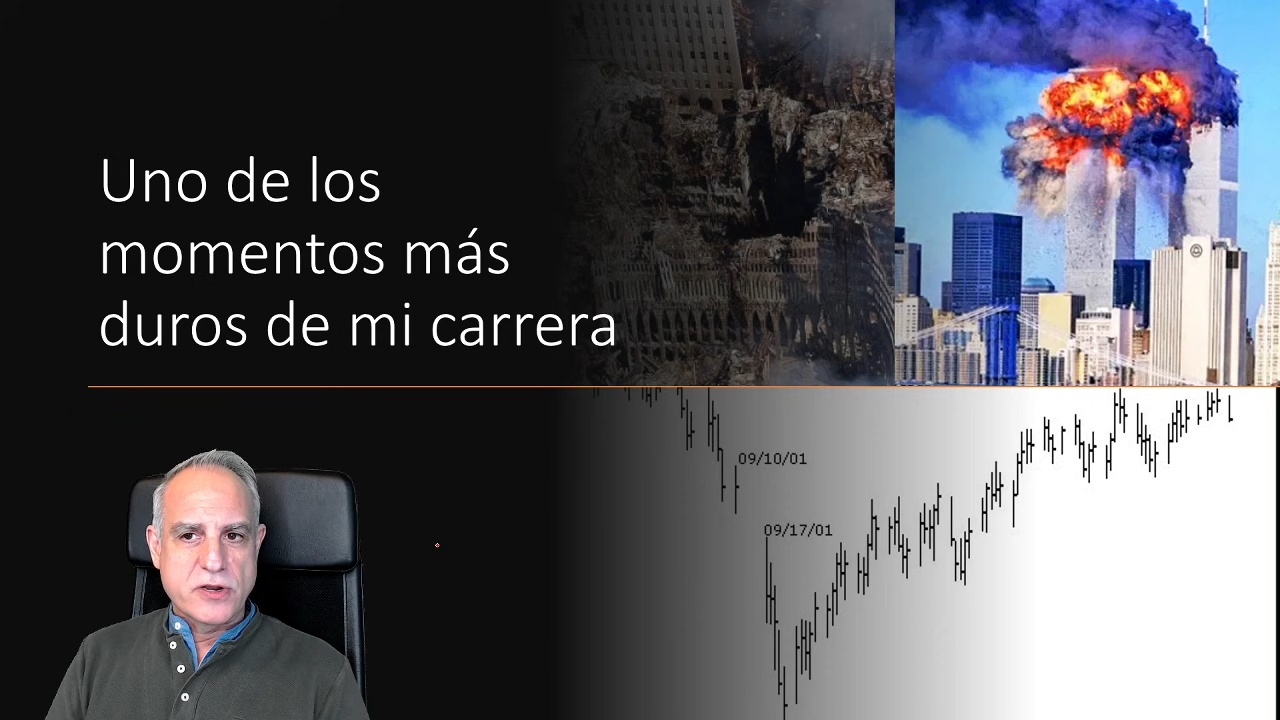 Uno de los
momentos más
duros de mi carrera
09/10/01
09/17/01